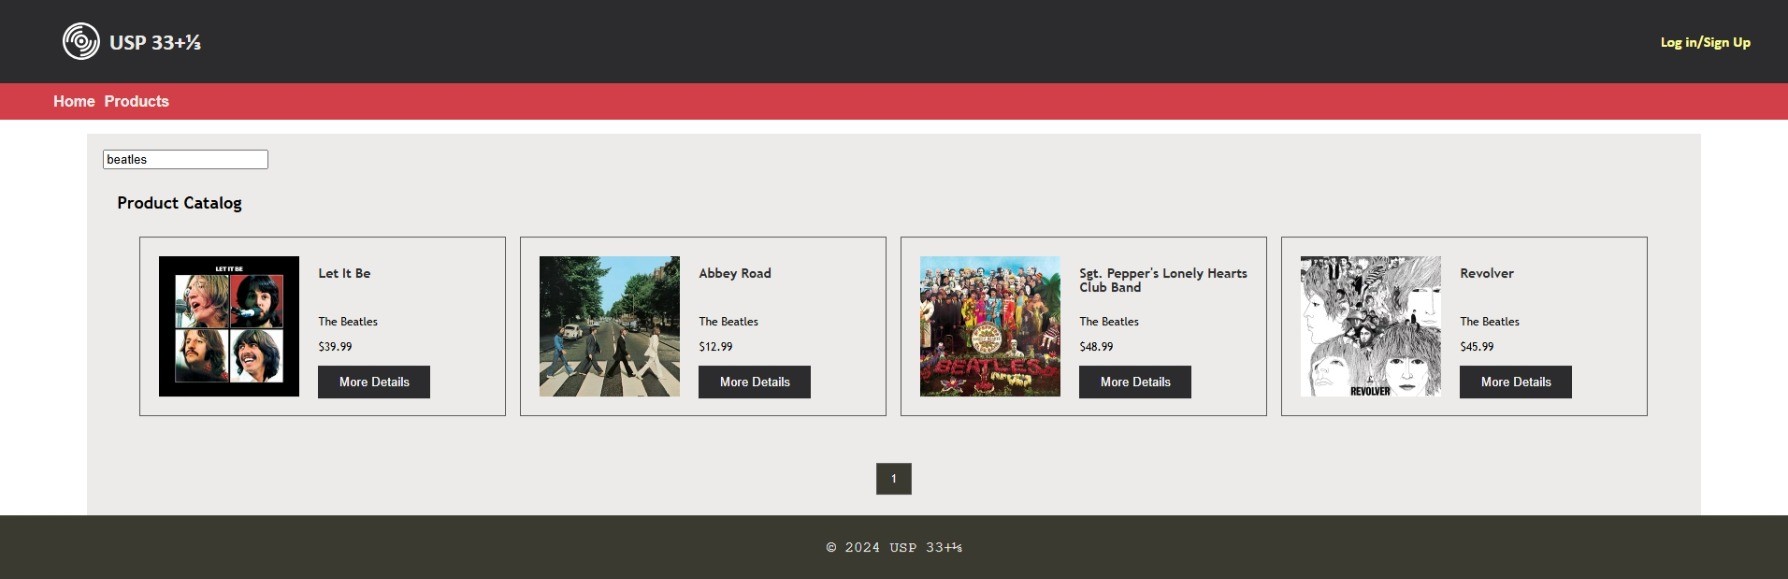 USP 33+⅓
Log in/Sign Up
Home Products
beatles
Product Catalog
LET IT BE
Let It Be
The Beatles
$39.99
More Details
Abbey Road
The Beatles
$12.99
More Details
BEATLES
Sgt. Pepper's Lonely Hearts
Club Band
The Beatles
$48.99
More Details
REVOLVER
Revolver
The Beatles
$45.99
More Details
1
© 2024 USP 33+⅓